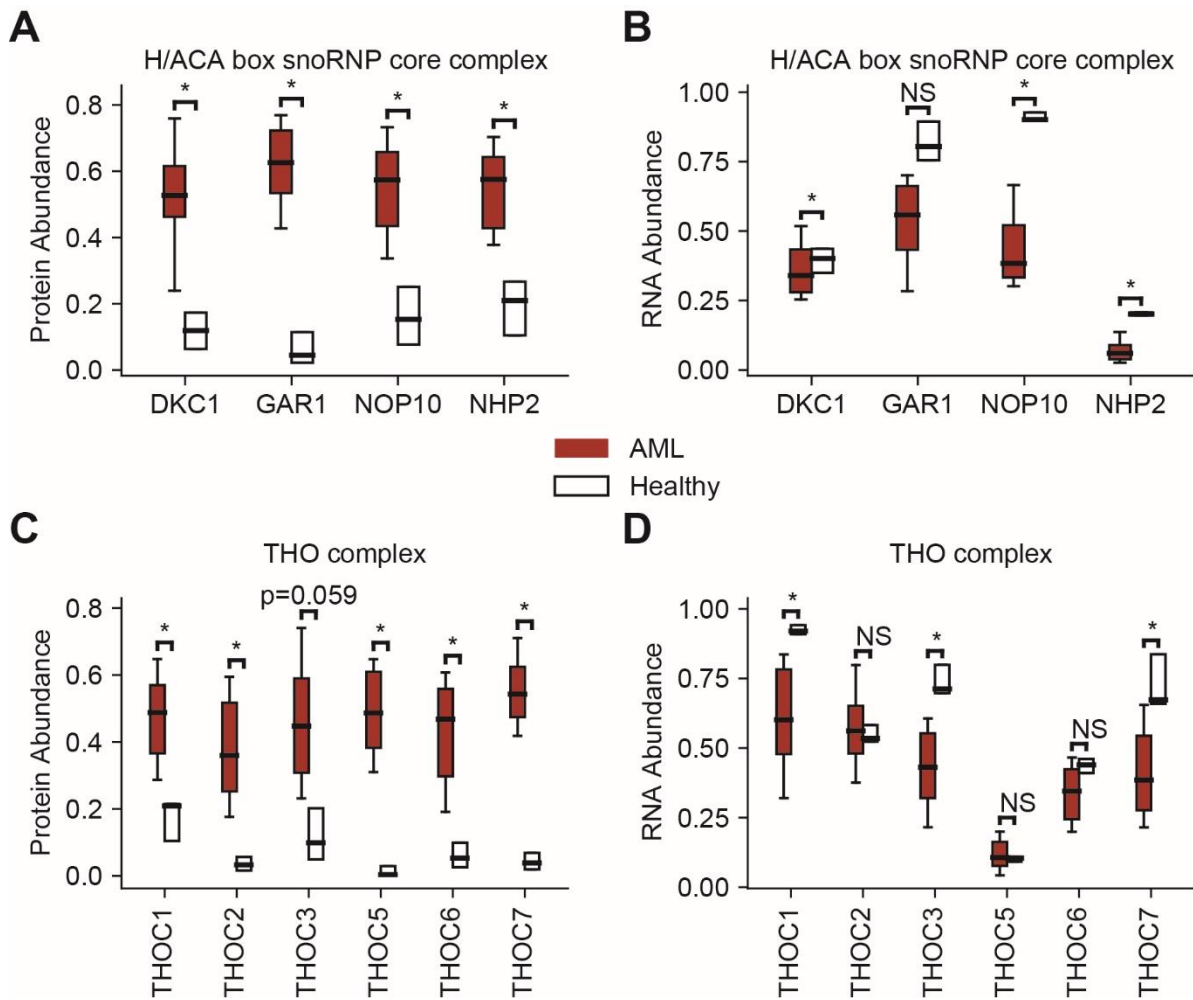 A
H/ACA box snoRNP core complex
Protein Abundance
0.8
0.6
0.4
0.2
0.0
*
*
*
*
DKC1
GAR1
NOP10
NHP2
B
H/ACA box snoRNP core complex
RNA Abundance
1.00
0.75
0.50
0.25
0.00
*
NS
*
*
DKC1
GAR1
NOP10
NHP2
AML
Healthy
C
THO complex
Protein Abundance
0.8
0.6
0.4
0.2
0.0
*
*
p=0.059
*
*
*
THOC1
THOC2
THOC3
THOC5
THOC6
THOC7
D
THO complex
RNA Abundance
1.00
0.75
0.50
0.25
0.00
*
NS
*
NS
NS
*
THOC1
THOC2
THOC3
THOC5
THOC6
THOC7